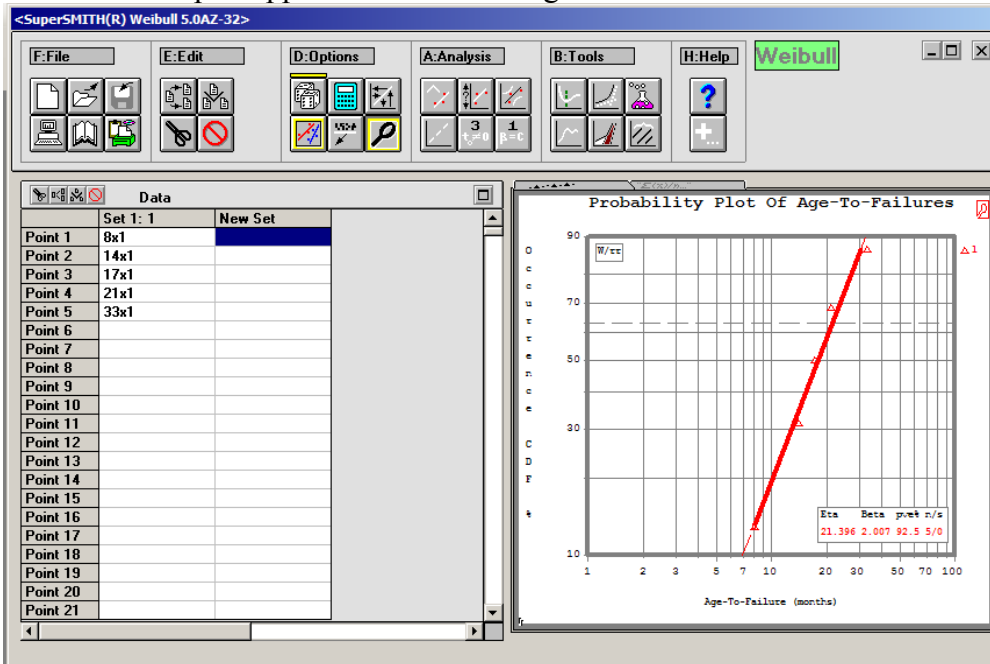 <SuperSMITH(R) Weibull 5.0AZ-32>
F:File E:Edit D:Options A:Analysis B:Tools H:Help Weibull
Data
Set 1: 1 New Set
Point 1 8x1
Point 2 14x1
Point 3 17x1
Point 4 21x1
Point 5 33x1
Point 6
Point 7
Point 8
Point 9
Point 10
Point 11
Point 12
Point 13
Point 14
Point 15
Point 16
Point 17
Point 18
Point 19
Point 20
Point 21
Probability Plot Of Age-To-Failures
W/rr
1
Occurrence CDF %
90
70
50
30
10
Eta Beta pve% n/s
21.396 2.007 92.5 5/0
1 2 3 5 7 10 20 30 50 70 100
Age-To-Failure (months)